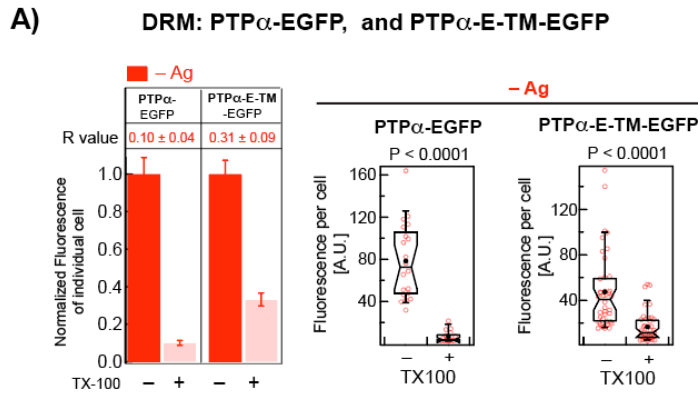 A)
DRM: PTPα-EGFP, and PTPα-E-TM-EGFP
– Ag
PTPα-
EGFP
PTPα-E-TM
-EGFP
R value
0.10 ± 0.04
0.31 ± 0.09
Normalized Fluorescence
of individual cell
1.0
0.8
0.6
0.4
0.2
0.0
TX-100
–
+
–
+
– Ag
PTPα-EGFP
P < 0.0001
Fluorescence per cell
[A.U.]
160
120
80
40
–
+
TX100
PTPα-E-TM-EGFP
P < 0.0001
Fluorescence per cell
[A.U.]
120
80
40
–
+
TX100